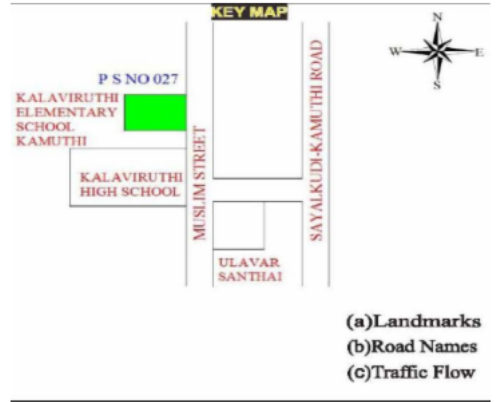 KEY MAP
N
W
E
S
P S NO 027
KALAVIRUTHI
ELEMENTARY
SCHOOL
KAMUTHI
KALAVIRUTHI
HIGH SCHOOL
MUSLIM STREET
SAYALKUDI-KAMUTHI ROAD
ULAVAR
SANTHAI
(a)Landmarks
(b)Road Names
(c)Traffic Flow